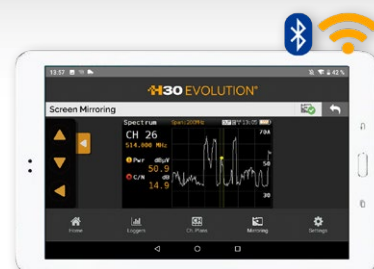 13:57
42%
H30 EVOLUTION
Screen Mirroring
Spectrum Span:200MHz 13:05
CH 26 70A
514.000 MHz
Pwr dBµV
50.9 50
C/N dB
14.9
30
Home Loggers Ch. Plans Mirroring Settings